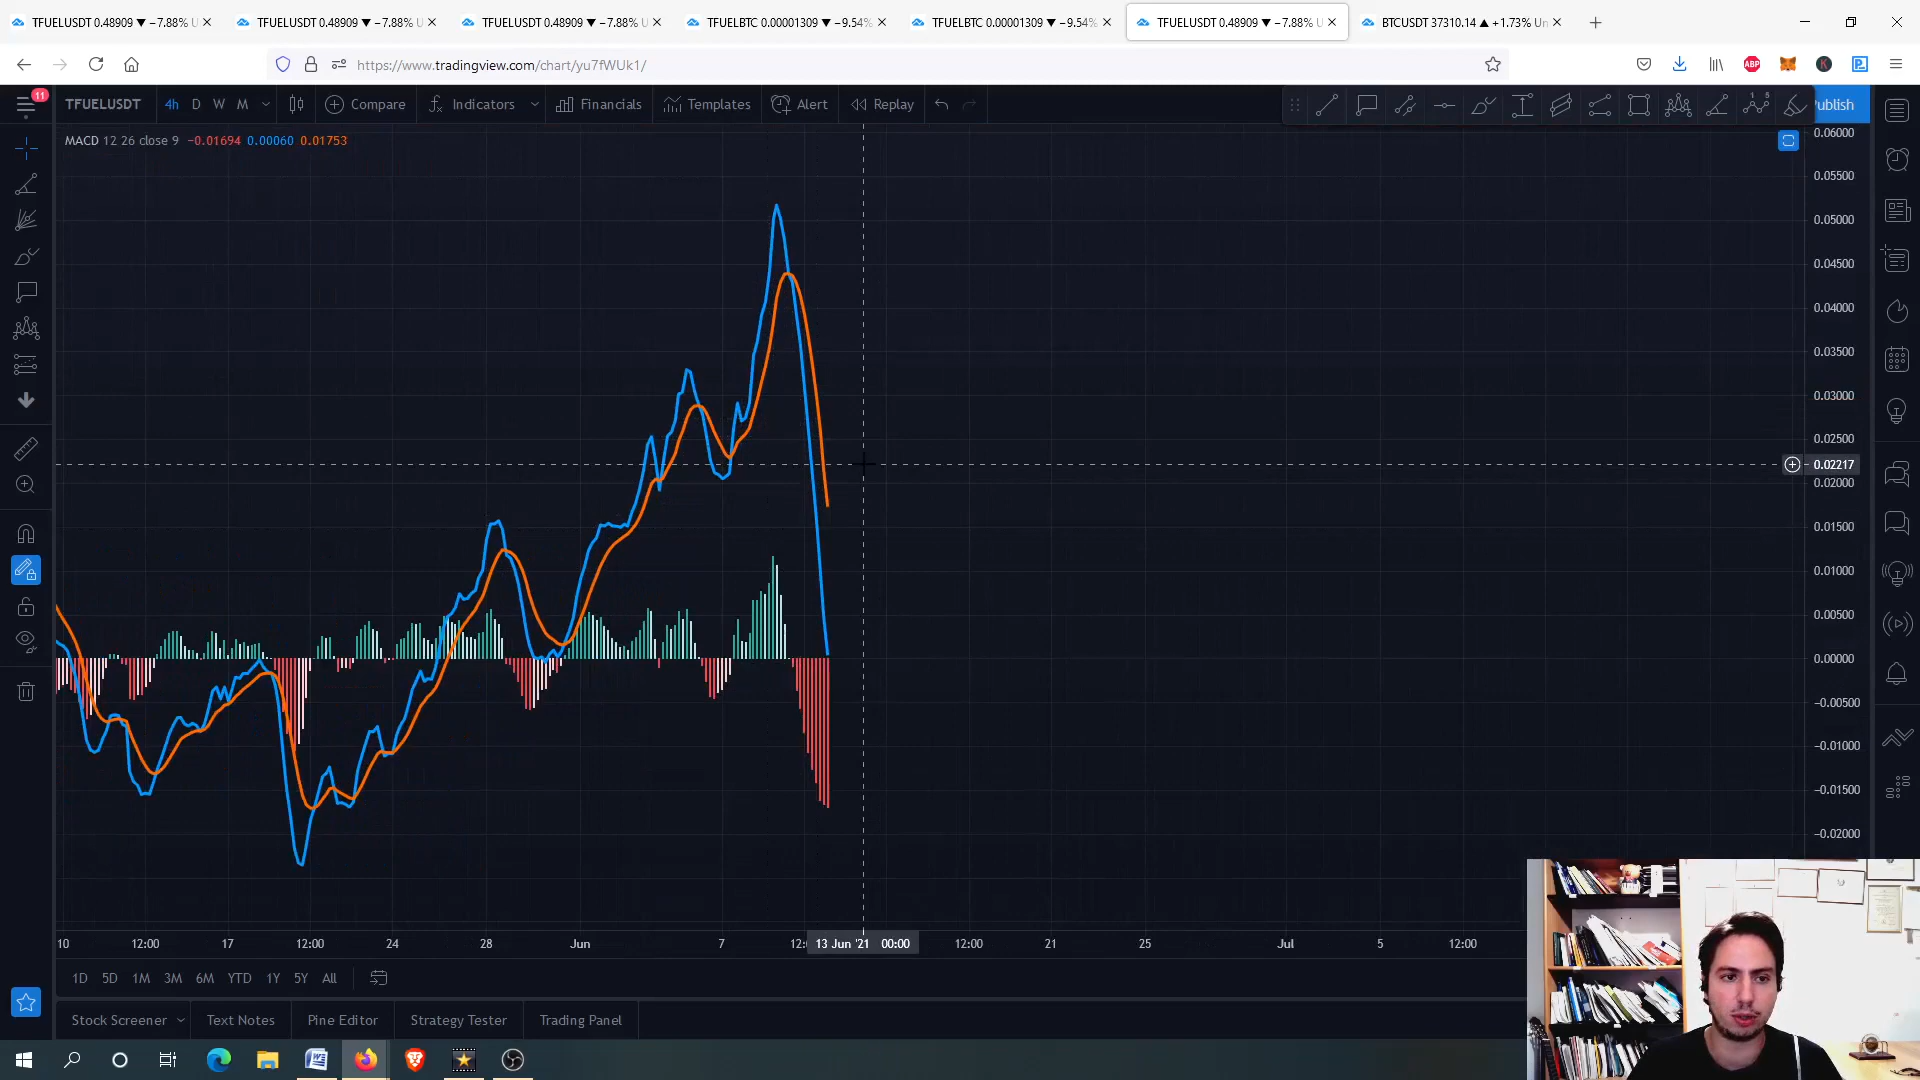 TFUELUSDT 0.48909 ▼ −7.88% U
TFUELUSDT 0.48909 ▼ −7.88% U
TFUELUSDT 0.48909 ▼ −7.88% U
TFUELBTC 0.00001309 ▼ −9.54%
TFUELBTC 0.00001309 ▼ −9.54%
TFUELUSDT 0.48909 ▼ −7.88% U
BTCUSDT 37310.14 ▲ +1.73% Un
https://www.tradingview.com/chart/yu7fWUk1/
ABP
K
11
TFUELUSDT 4h D W M Compare Indicators Financials Templates Alert Replay
ublish
MACD 12 26 close 9 −0.01694 0.00060 0.01753
0.06000
0.05500
0.05000
0.04500
0.04000
0.03500
0.03000
0.02500
0.02217
0.02000
0.01500
0.01000
0.00500
0.00000
−0.00500
−0.01000
−0.01500
−0.02000
10 12:00 17 12:00 24 28 Jun 7 12: 13 Jun '21 00:00 12:00 21 25 Jul 5 12:00
1D 5D 1M 3M 6M YTD 1Y 5Y All
Stock Screener Text Notes Pine Editor Strategy Tester Trading Panel